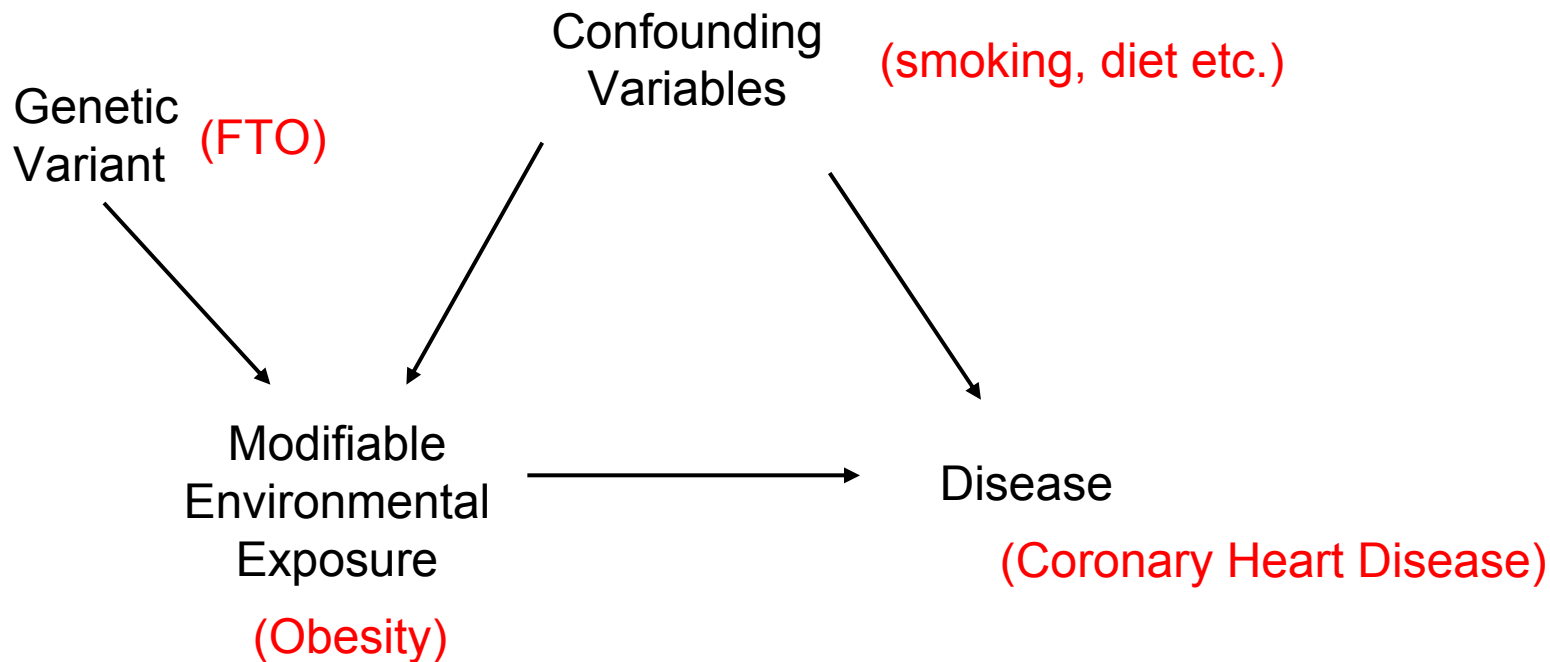 Confounding
Variables
(smoking, diet etc.)
Genetic
Variant
(FTO)
Modifiable
Environmental
Exposure
(Obesity)
Disease
(Coronary Heart Disease)